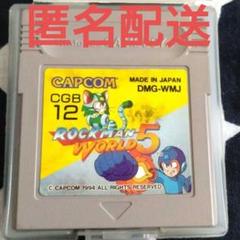 匿名配送
CAPCOM
MADE IN JAPAN
CGB
DMG-WMJ
12
ROCKMAN
WORLD 5
© CAPCOM 1994 ALL RIGHTS RESERVED